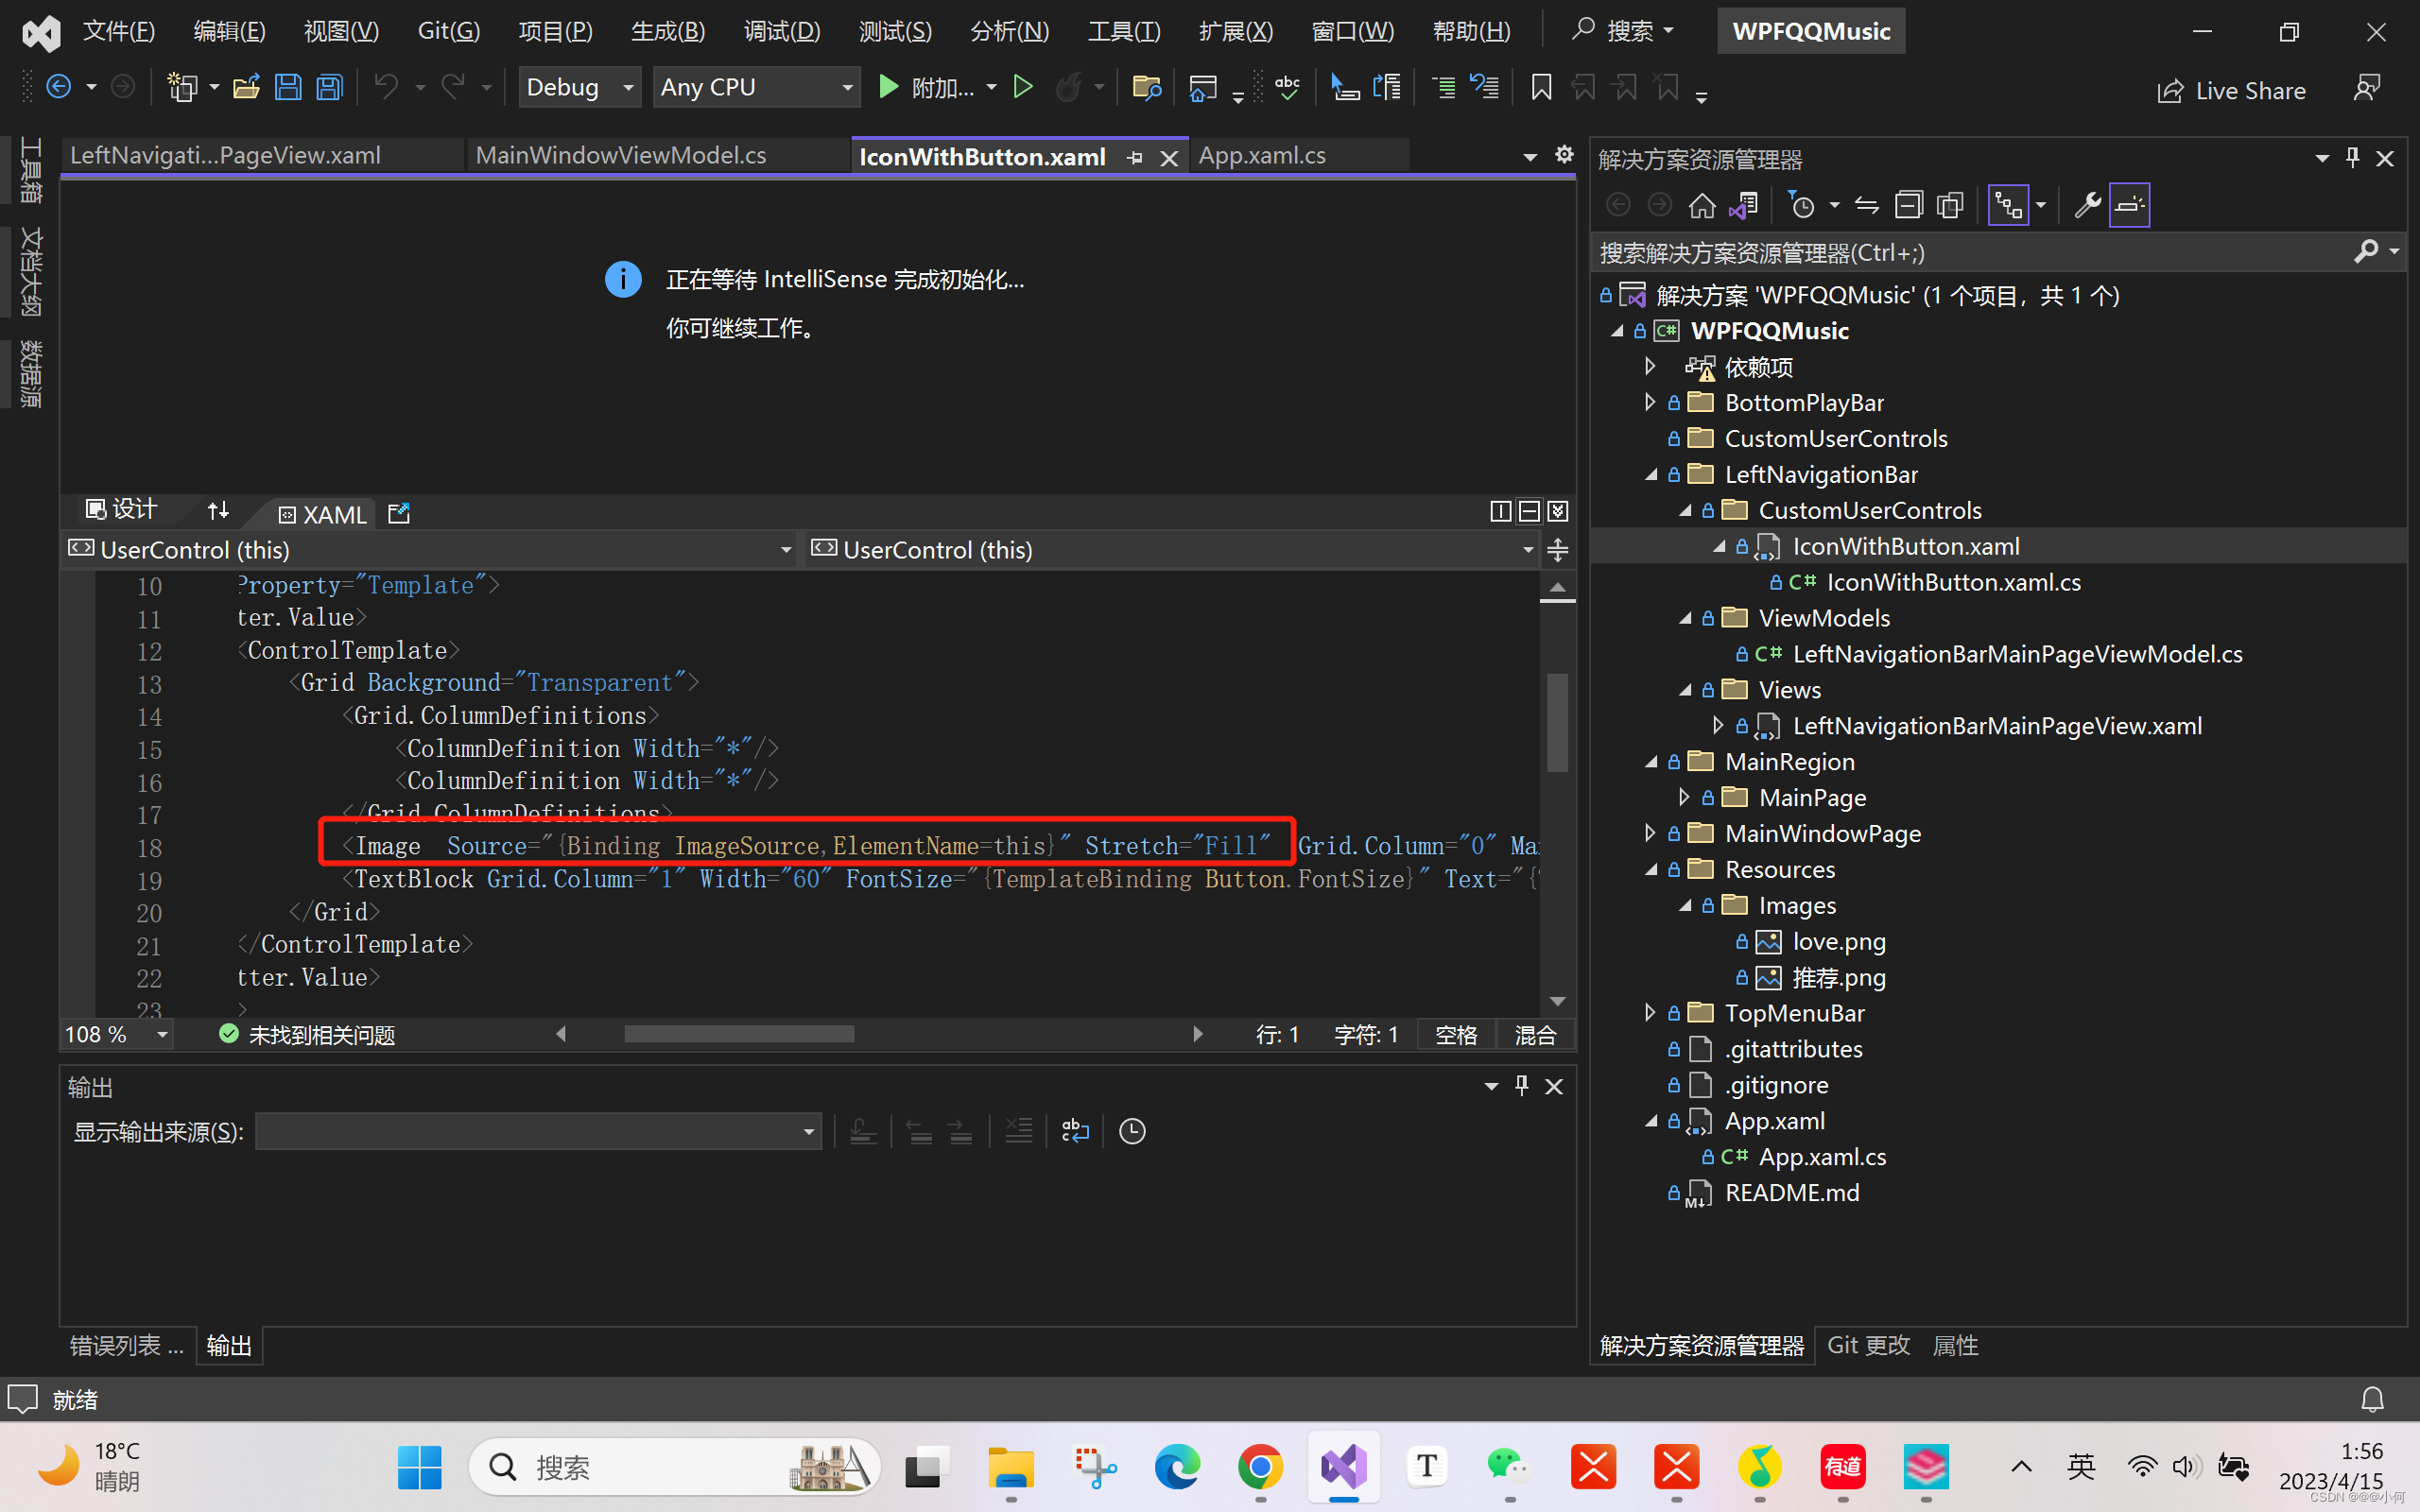 文件(F) 编辑(E) 视图(V) Git(G) 项目(P) 生成(B) 调试(D) 测试(S) 分析(N) 工具(T) 扩展(X) 窗口(W) 帮助(H) 搜索 WPFQQMusic
Debug Any CPU 附加... abc Live Share
工具箱
文档大纲
数据源
LeftNavigati...PageView.xaml MainWindowViewModel.cs IconWithButton.xaml App.xaml.cs
正在等待 IntelliSense 完成初始化...
你可继续工作。
设计 XAML
UserControl (this) UserControl (this)
10 Property="Template">
11 ter.Value>
12 <ControlTemplate>
13 <Grid Background="Transparent">
14 <Grid.ColumnDefinitions>
15 <ColumnDefinition Width="*"/>
16 <ColumnDefinition Width="*"/>
17 </Grid.ColumnDefinitions>
18 <Image Source="{Binding ImageSource,ElementName=this}" Stretch="Fill" Grid.Column="0" Ma
19 <TextBlock Grid.Column="1" Width="60" FontSize="{TemplateBinding Button.FontSize}" Text="{
20 </Grid>
21 </ControlTemplate>
22 tter.Value>
23 >
108 % 未找到相关问题 行: 1 字符: 1 空格 混合
输出
显示输出来源(S):
错误列表 ... 输出
解决方案资源管理器
搜索解决方案资源管理器(Ctrl+;)
解决方案 'WPFQQMusic' (1 个项目，共 1 个)
WPFQQMusic
依赖项
BottomPlayBar
CustomUserControls
LeftNavigationBar
CustomUserControls
IconWithButton.xaml
C# IconWithButton.xaml.cs
ViewModels
C# LeftNavigationBarMainPageViewModel.cs
Views
LeftNavigationBarMainPageView.xaml
MainRegion
MainPage
MainWindowPage
Resources
Images
love.png
推荐.png
TopMenuBar
.gitattributes
.gitignore
App.xaml
C# App.xaml.cs
README.md
解决方案资源管理器 Git 更改 属性
就绪
18°C
晴朗
搜索
T
有道
英
1:56
2023/4/15
CSDN @@@小何